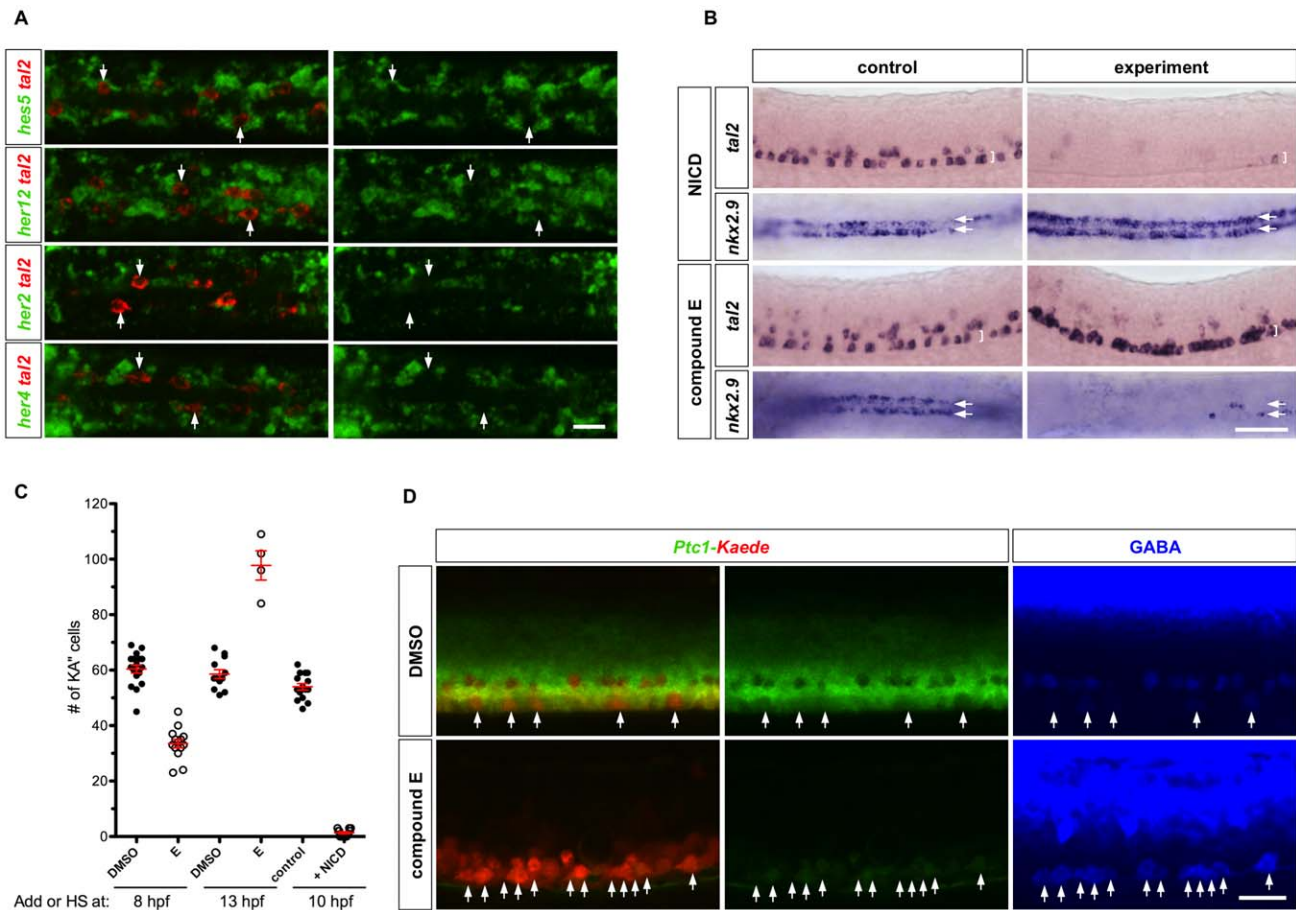 A
hes5 tal2
her12 tal2
her2 tal2
her4 tal2
B
control
experiment
NICD
tal2
nkx2.9
compound E
tal2
nkx2.9
C
# of KA" cells
120
100
80
60
40
20
0
DMSO
E
DMSO
E
control
+ NICD
Add or HS at:
8 hpf
13 hpf
10 hpf
D
Ptc1-Kaede
GABA
DMSO
compound E